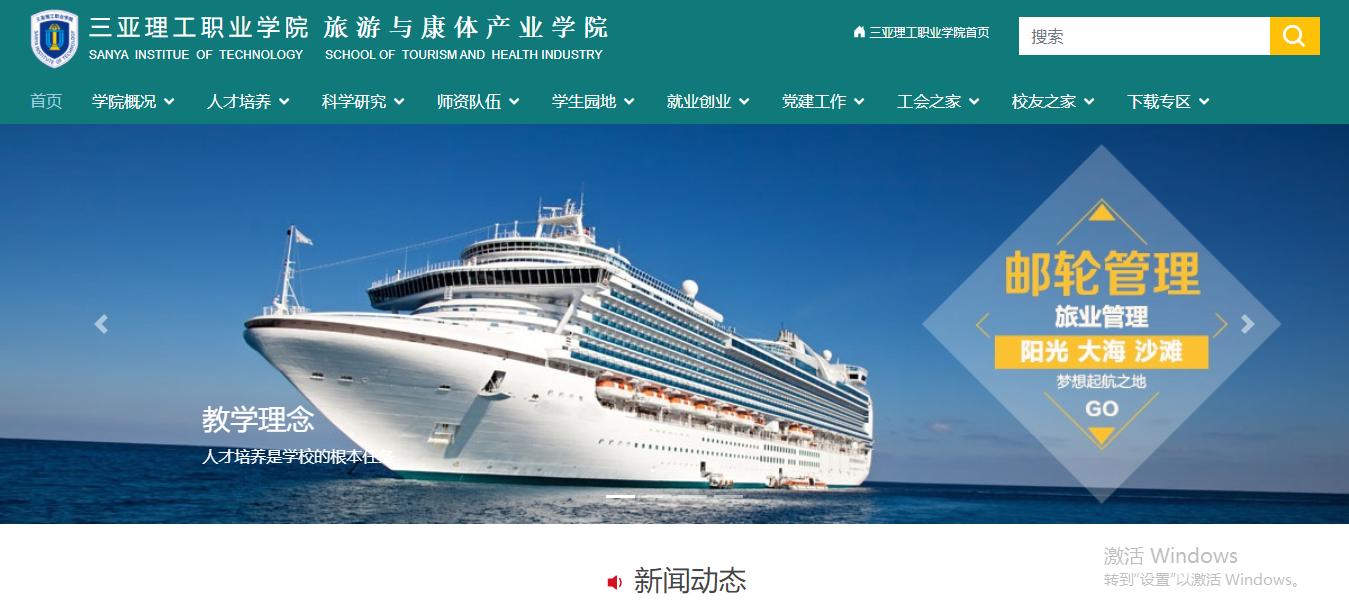 三亚理工职业学院 旅游与康体产业学院
SANYA INSTITUE OF TECHNOLOGY SCHOOL OF TOURISM AND HEALTH INDUSTRY
三亚理工职业学院首页
搜索
首页 学院概况 人才培养 科学研究 师资队伍 学生园地 就业创业 党建工作 工会之家 校友之家 下载专区
邮轮管理
旅业管理
阳光 大海 沙滩
梦想起航之地
GO
教学理念
人才培养是学校的根本任务
新闻动态
激活 Windows
转到"设置"以激活 Windows。